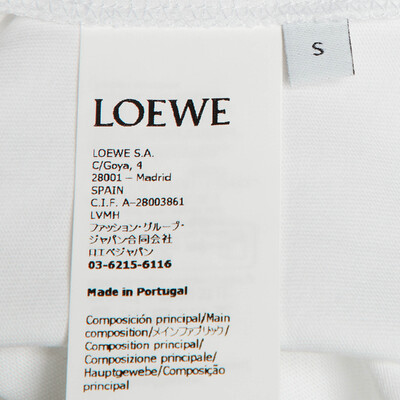 S
LOEWE
LOEWE S.A.
C/Goya, 4
28001 – Madrid
SPAIN
C.I.F. A-28003861
LVMH
ファッション・グループ・
ジャパン合同会社
ロエベジャパン
03-6215-6116
Made in Portugal
Composición principal/Main
composition/メインファブリック/
Composition principal/
Composizione principale/
Hauptgewebe/Composição
principal